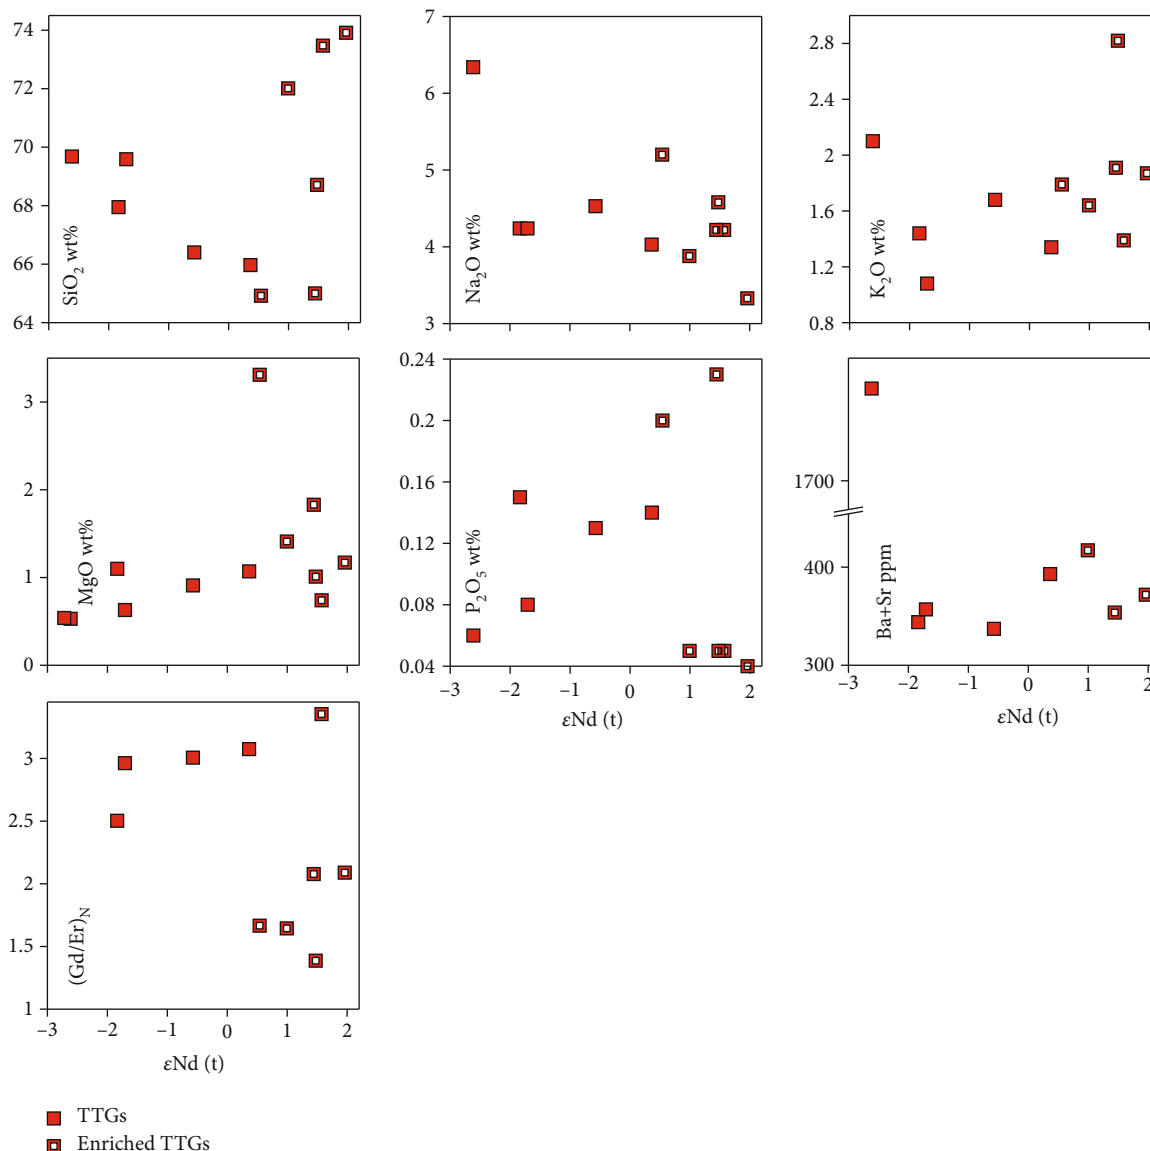 74
72
70
68
66
64
SiO2 wt%
7
6
5
4
3
Na2O wt%
2.8
2.4
2
1.6
1.2
0.8
K2O wt%
3
2
1
0
MgO wt%
0.24
0.2
0.16
0.12
0.08
0.04
P2O5 wt%
–3 –2 –1 0 1 2
εNd (t)
1700
400
300
Ba+Sr ppm
–3 –2 –1 0 1 2
εNd (t)
3
2.5
2
1.5
1
(Gd/Er)N
–3 –2 –1 0 1 2
εNd (t)
TTGs
Enriched TTGs